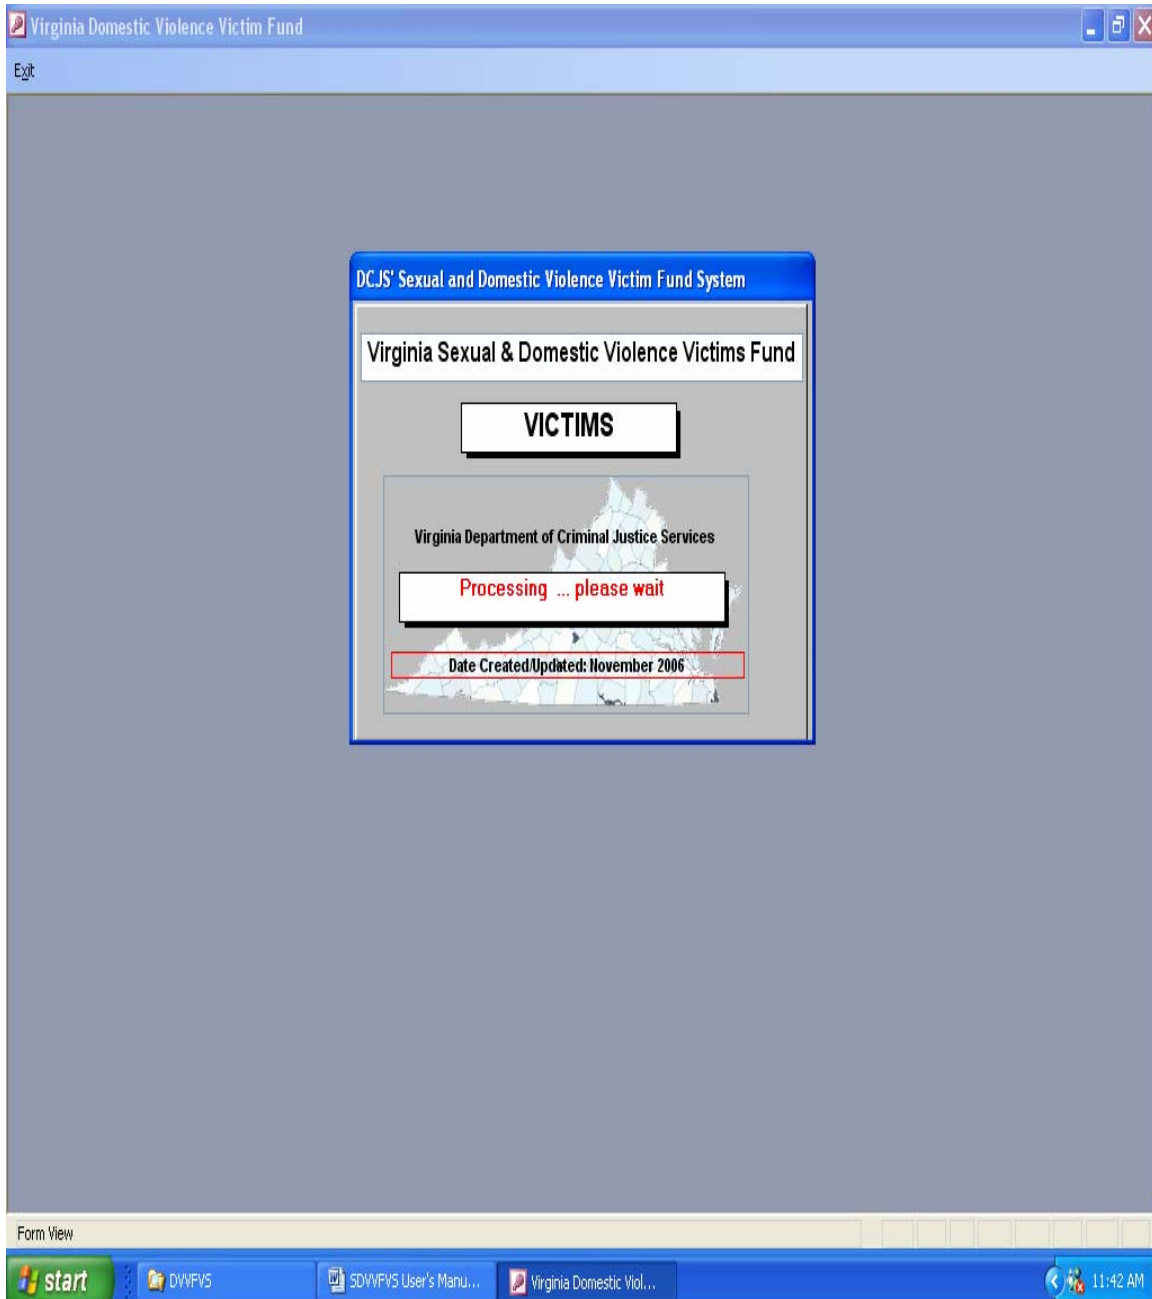 Virginia Domestic Violence Victim Fund
Exit
DCJS' Sexual and Domestic Violence Victim Fund System
Virginia Sexual & Domestic Violence Victims Fund
VICTIMS
Virginia Department of Criminal Justice Services
Processing ... please wait
Date Created/Updated: November 2006
Form View
start
DVVFVS
SDVVFVS User's Manu...
Virginia Domestic Viol...
11:42 AM